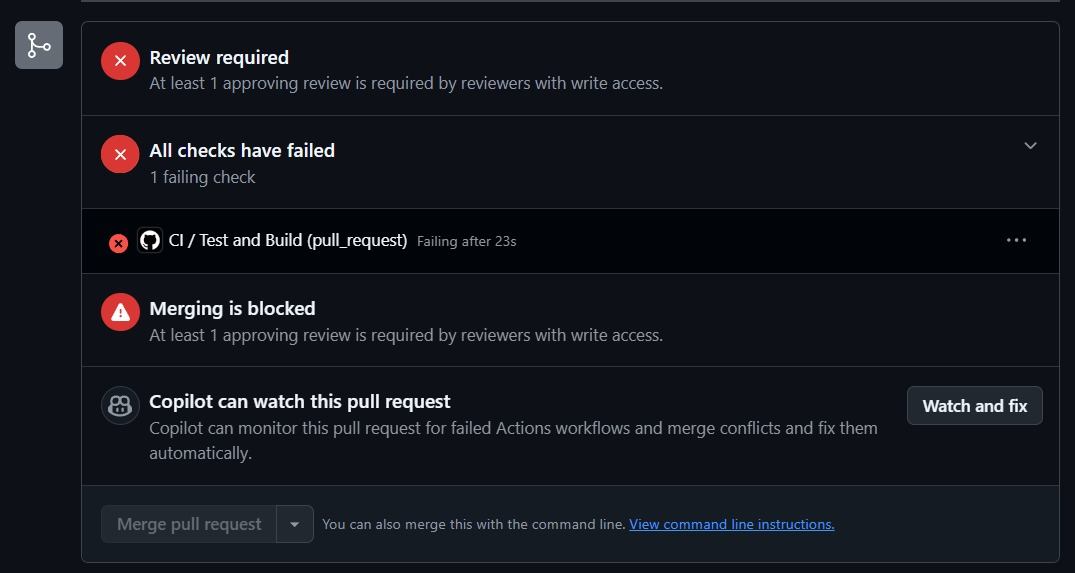 Review required
At least 1 approving review is required by reviewers with write access.
All checks have failed
1 failing check
CI / Test and Build (pull_request) Failing after 23s
Merging is blocked
At least 1 approving review is required by reviewers with write access.
Copilot can watch this pull request
Watch and fix
Copilot can monitor this pull request for failed Actions workflows and merge conflicts and fix them
automatically.
Merge pull request You can also merge this with the command line. View command line instructions.